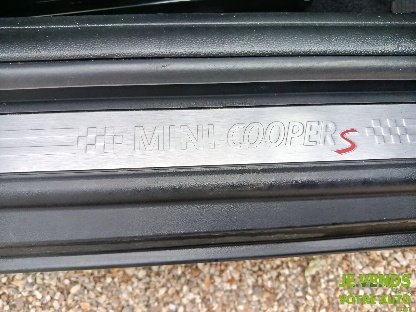 MINI COOPER S
JE VENDS
VOTRE AUTO